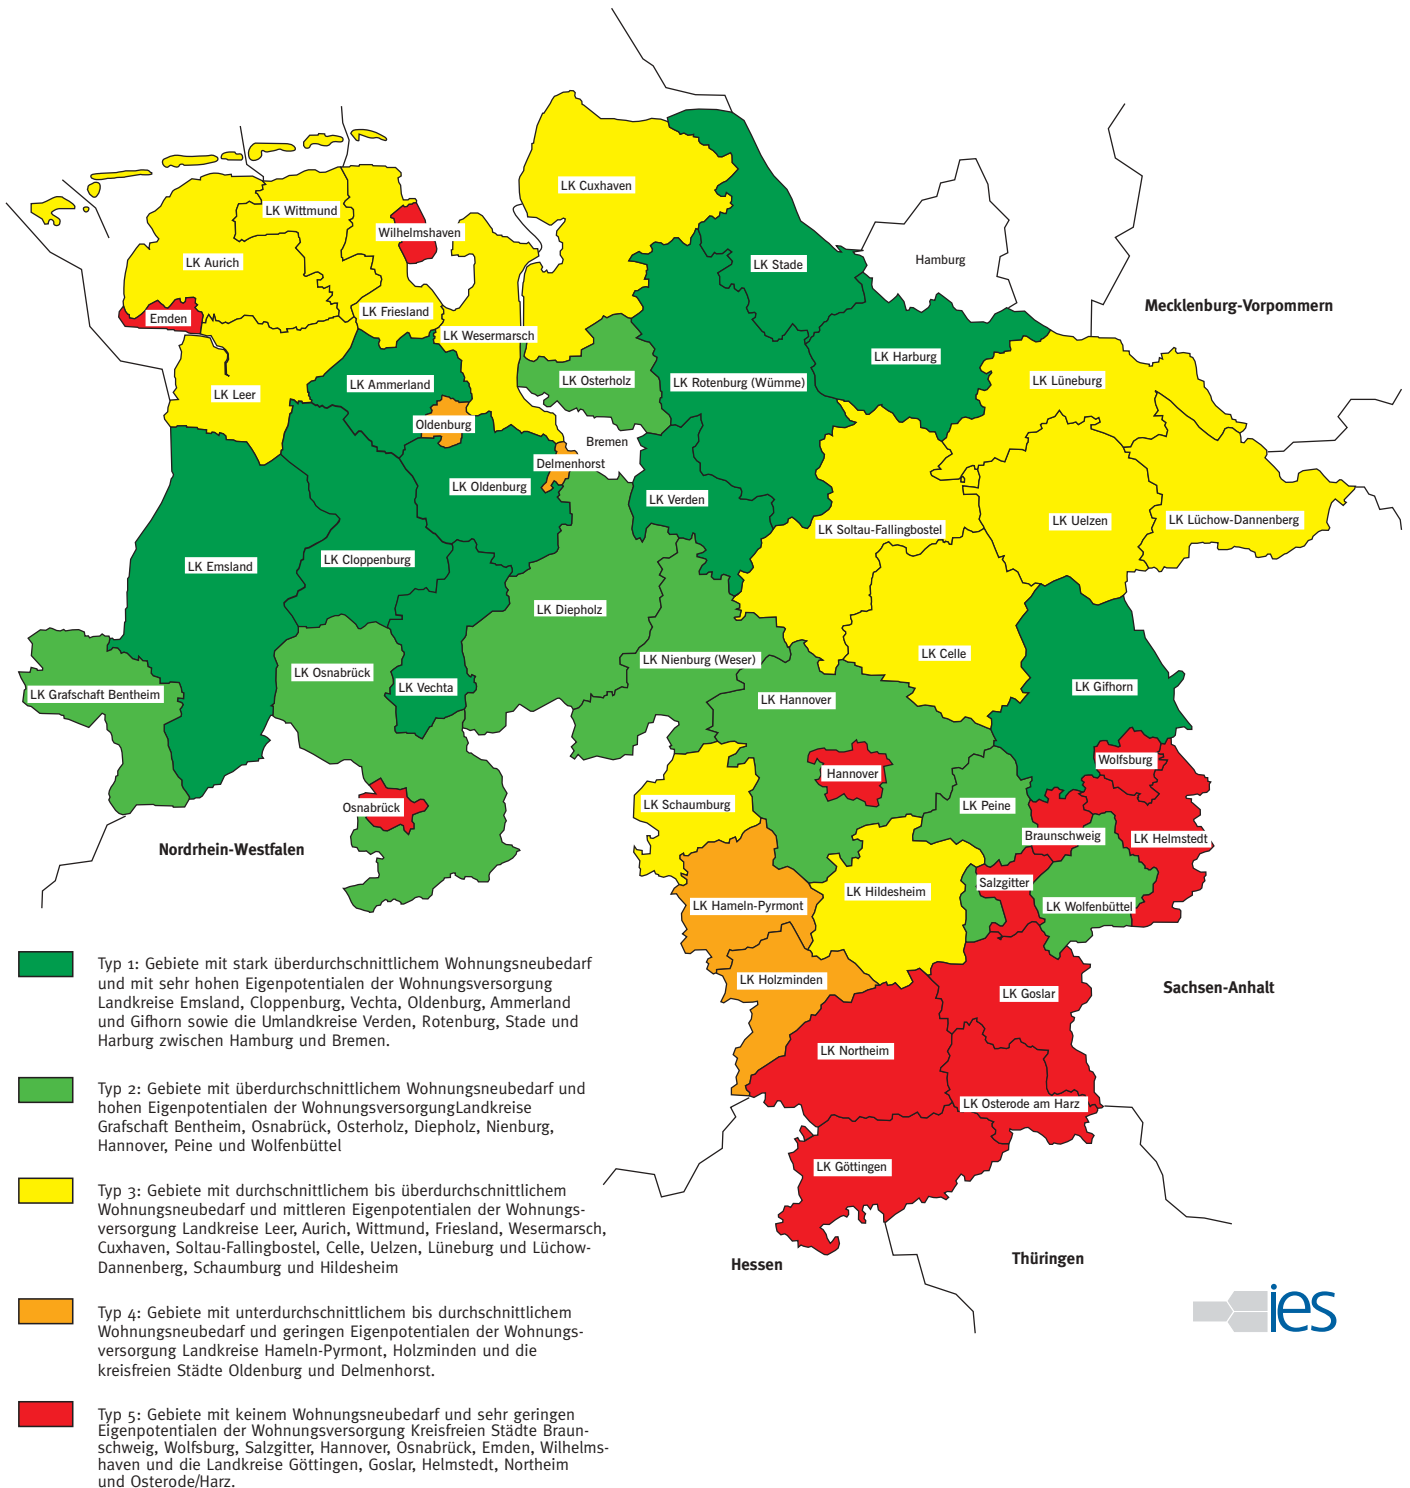 LK Cuxhaven
LK Wittmund
Wilhelmshaven
LK Aurich
LK Stade
Hamburg
Mecklenburg-Vorpommern
Emden
LK Friesland
LK Wesermarsch
LK Harburg
LK Ammerland
LK Osterholz
LK Rotenburg (Wümme)
LK Lüneburg
LK Leer
Oldenburg
Bremen
Delmenhorst
LK Oldenburg
LK Verden
LK Soltau-Fallingbostel
LK Uelzen
LK Lüchow-Dannenberg
LK Emsland
LK Cloppenburg
LK Diepholz
LK Celle
LK Nienburg (Weser)
LK Osnabrück
LK Grafschaft Bentheim
LK Vechta
LK Hannover
LK Gifhorn
Wolfsburg
Hannover
Osnabrück
LK Schaumburg
LK Peine
Braunschweig
LK Helmstedt
Nordrhein-Westfalen
Salzgitter
LK Hildesheim
LK Hameln-Pyrmont
LK Wolfenbüttel
LK Holzminden
LK Goslar
Sachsen-Anhalt
LK Northeim
LK Osterode am Harz
LK Göttingen
Hessen
Thüringen
ies
Typ 1: Gebiete mit stark überdurchschnittlichem Wohnungsneubedarf
und mit sehr hohen Eigenpotentialen der Wohnungsversorgung
Landkreise Emsland, Cloppenburg, Vechta, Oldenburg, Ammerland
und Gifhorn sowie die Umlandkreise Verden, Rotenburg, Stade und
Harburg zwischen Hamburg und Bremen.
Typ 2: Gebiete mit überdurchschnittlichem Wohnungsneubedarf und
hohen Eigenpotentialen der WohnungsversorgungLandkreise
Grafschaft Bentheim, Osnabrück, Osterholz, Diepholz, Nienburg,
Hannover, Peine und Wolfenbüttel
Typ 3: Gebiete mit durchschnittlichem bis überdurchschnittlichem
Wohnungsneubedarf und mittleren Eigenpotentialen der Wohnungs-
versorgung Landkreise Leer, Aurich, Wittmund, Friesland, Wesermarsch,
Cuxhaven, Soltau-Fallingbostel, Celle, Uelzen, Lüneburg und Lüchow-
Dannenberg, Schaumburg und Hildesheim
Typ 4: Gebiete mit unterdurchschnittlichem bis durchschnittlichem
Wohnungsneubedarf und geringen Eigenpotentialen der Wohnungs-
versorgung Landkreise Hameln-Pyrmont, Holzminden und die
kreisfreien Städte Oldenburg und Delmenhorst.
Typ 5: Gebiete mit keinem Wohnungsneubedarf und sehr geringen
Eigenpotentialen der Wohnungsversorgung Kreisfreien Städte Braun-
schweig, Wolfsburg, Salzgitter, Hannover, Osnabrück, Emden, Wilhelms-
haven und die Landkreise Göttingen, Goslar, Helmstedt, Northeim
und Osterode/Harz.